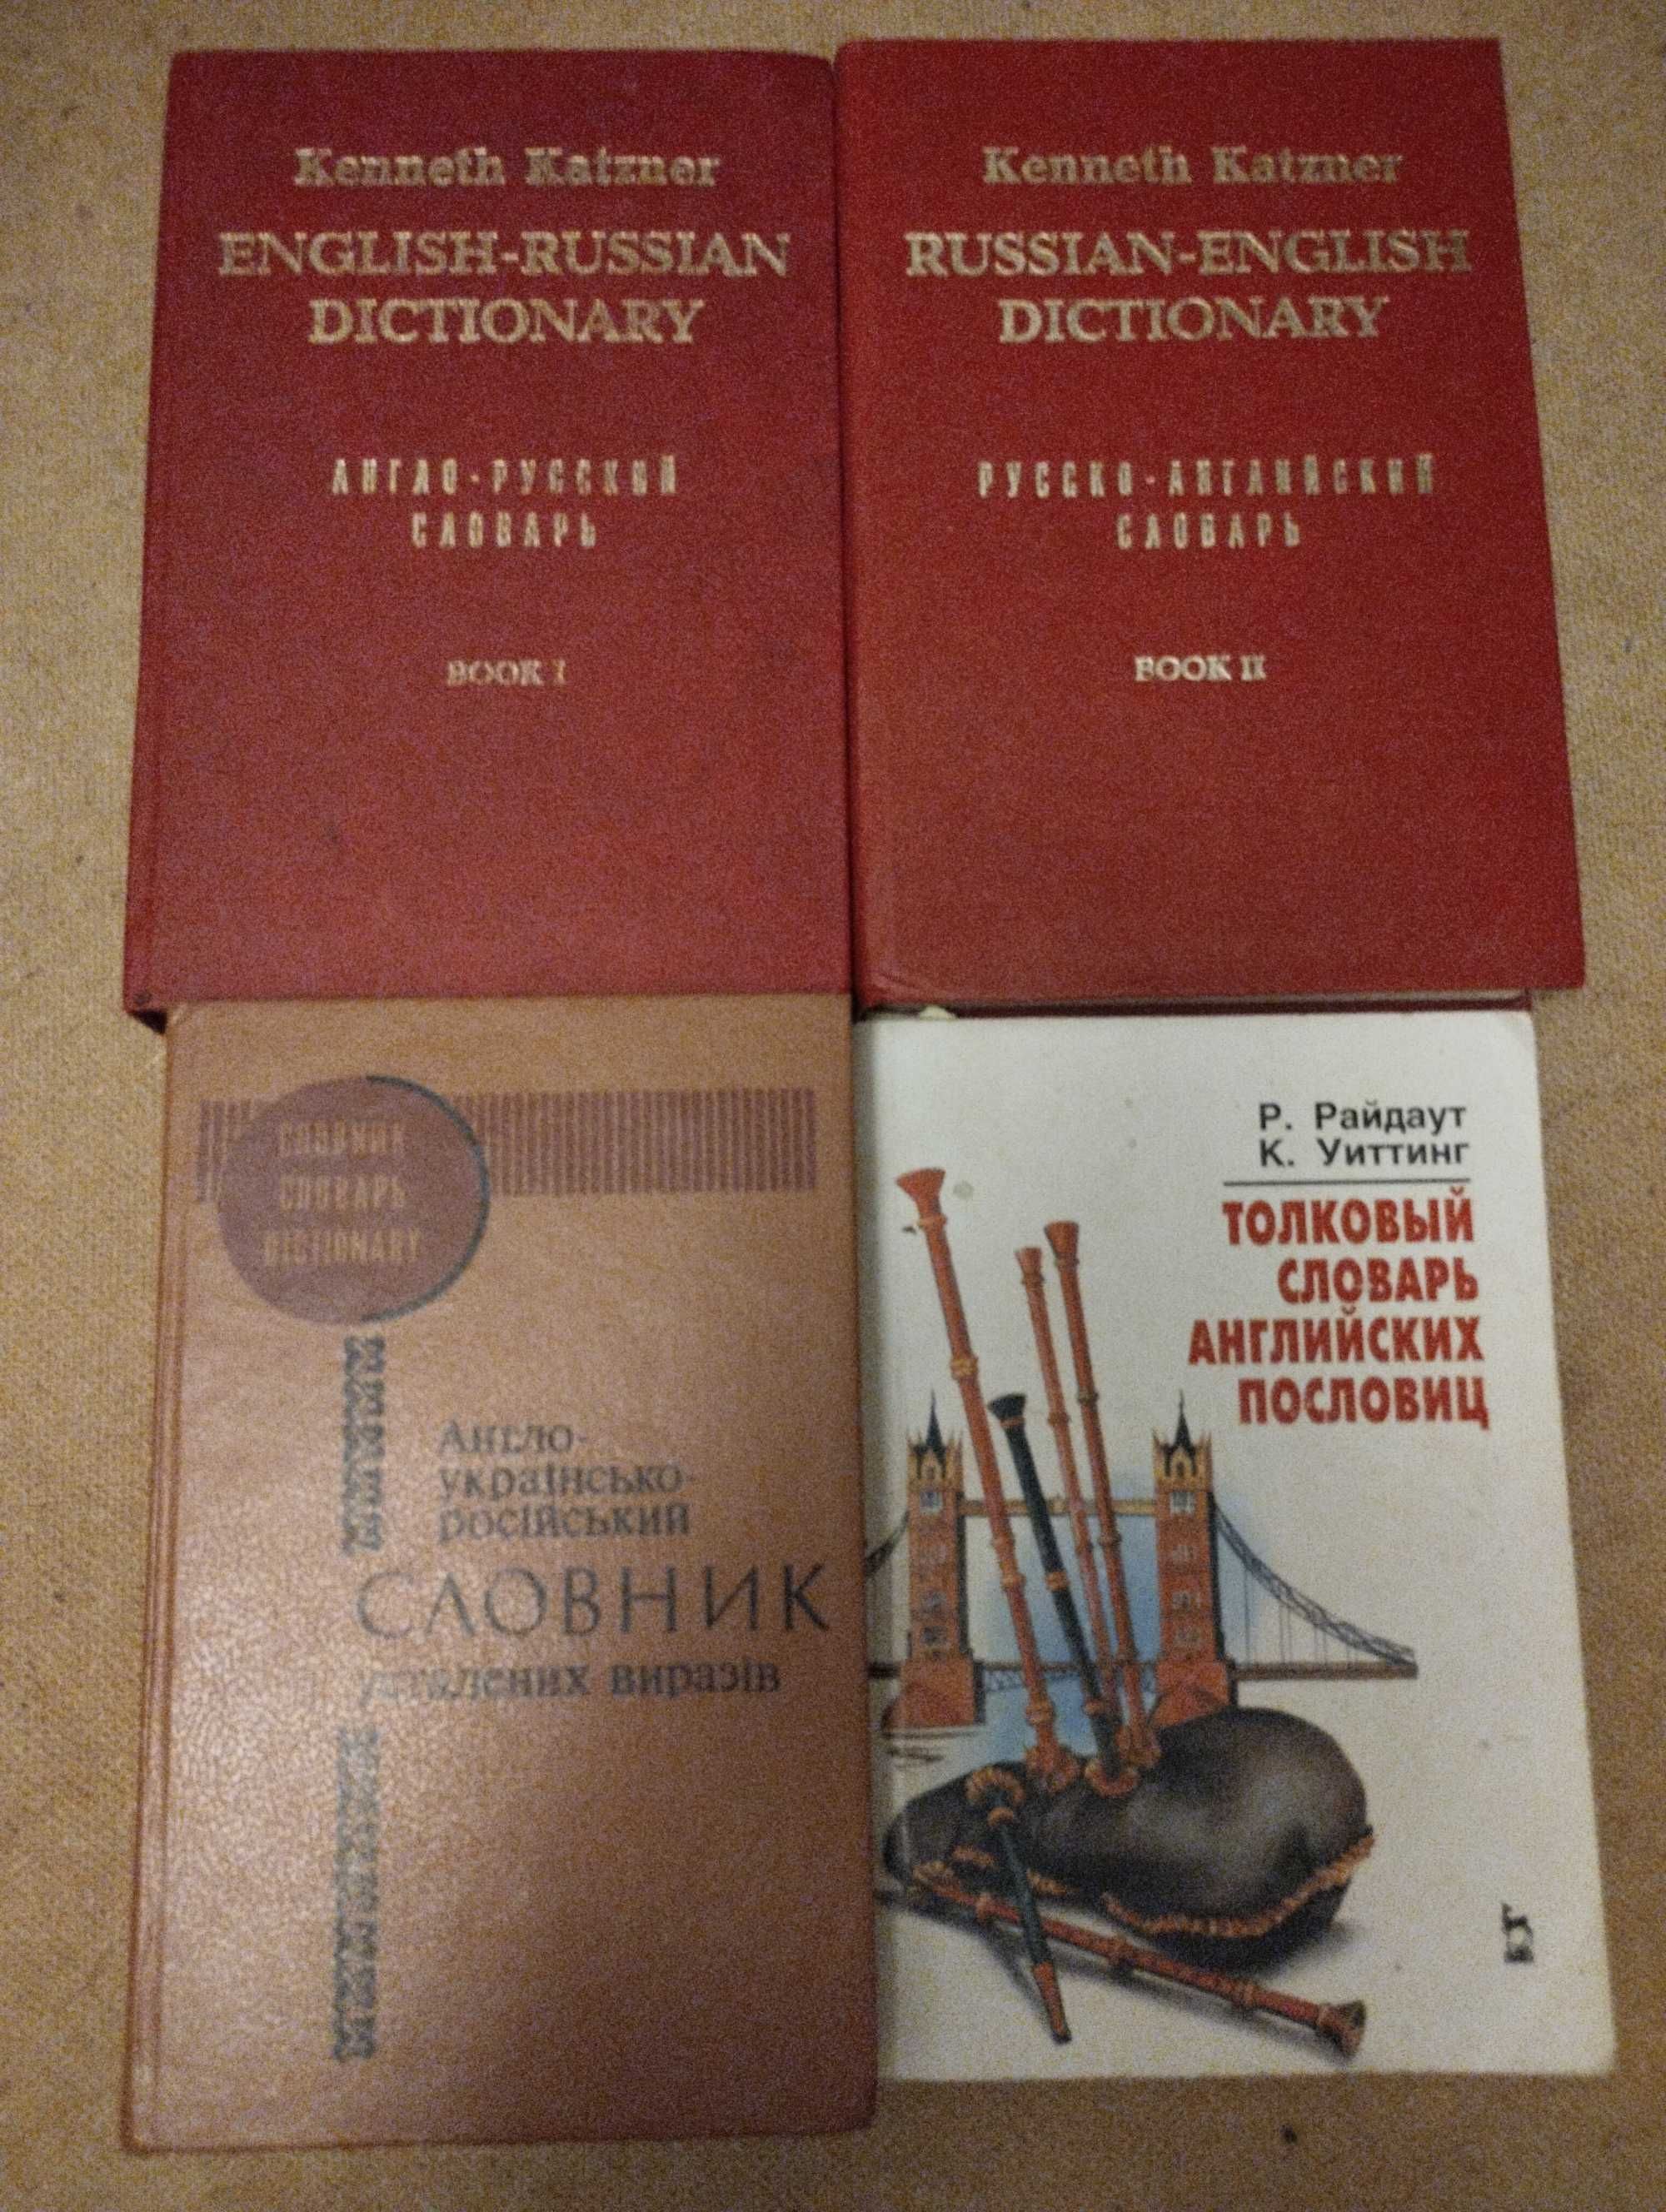 Kenneth Katzner
ENGLISH-RUSSIAN
DICTIONARY
АНГЛО-РУССКИЙ
СЛОВАРЬ
BOOK I
Kenneth Katzner
RUSSIAN-ENGLISH
DICTIONARY
РУССКО-АНГЛИЙСКИЙ
СЛОВАРЬ
BOOK II
СЛОВНИК
СЛОВАРЬ
DICTIONARY
Англо-
українсько-
російський
СЛОВНИК
усталених виразів
Р. Райдаут
К. Уиттинг
ТОЛКОВЫЙ
СЛОВАРЬ
АНГЛИЙСКИХ
ПОСЛОВИЦ